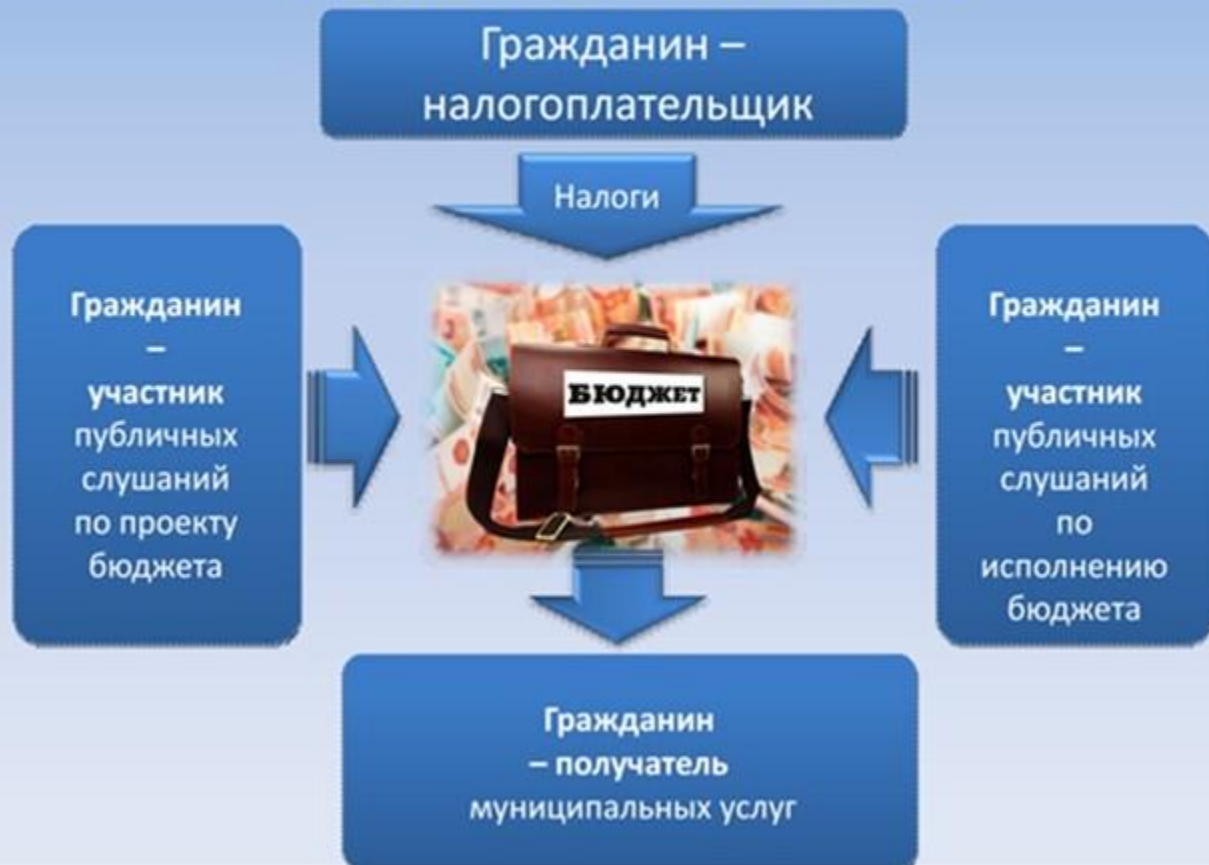 Гражданин –
налогоплательщик
Налоги
Гражданин
–
участник
публичных
слушаний
по проекту
бюджета
БЮДЖЕТ
Гражданин
–
участник
публичных
слушаний
по
исполнению
бюджета
Гражданин
– получатель
муниципальных услуг